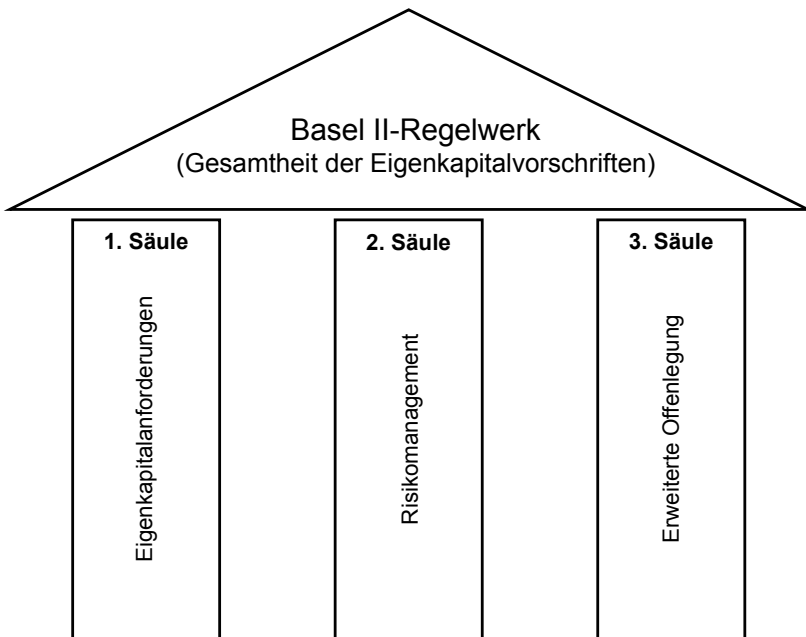 Basel II-Regelwerk
(Gesamtheit der Eigenkapitalvorschriften)
1. Säule
Eigenkapitalanforderungen
2. Säule
Risikomanagement
3. Säule
Erweiterte Offenlegung